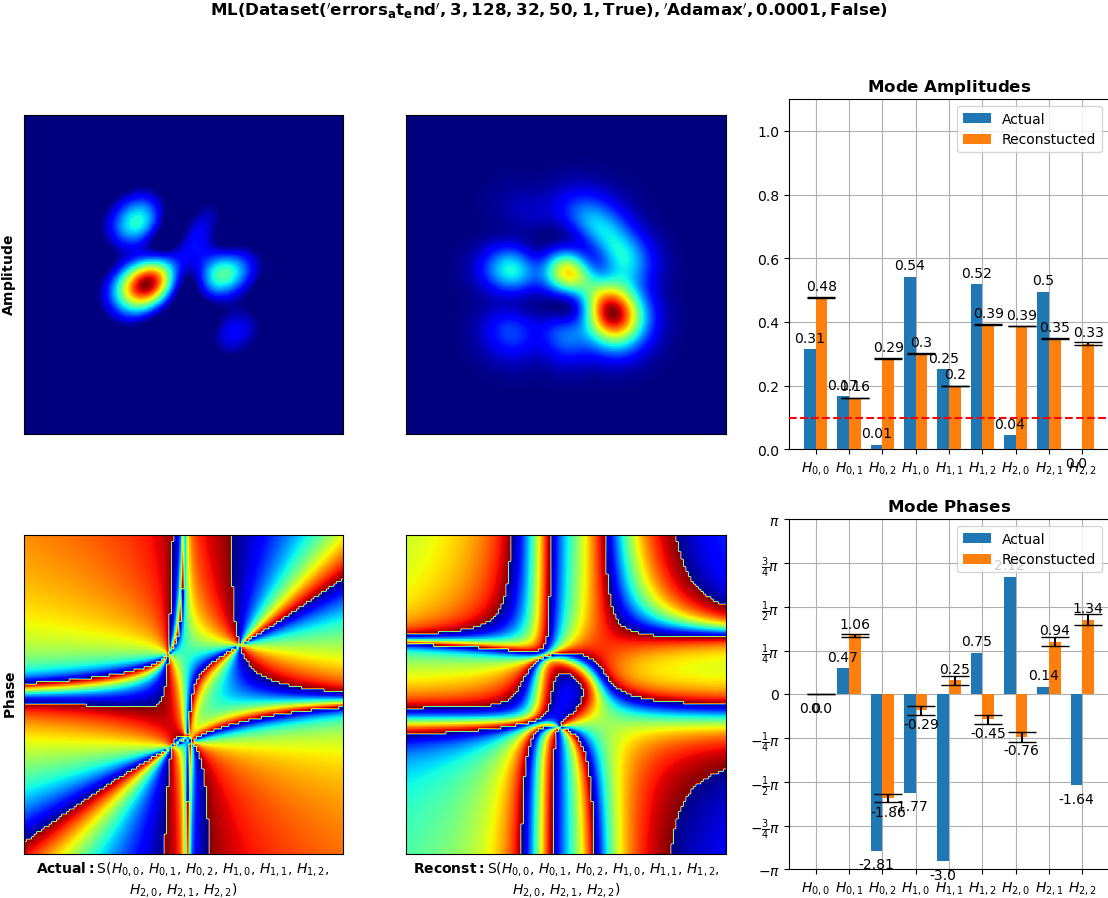 ML(Dataset('errors_at_end', 3, 128, 32, 50, 1, True), 'Adamax', 0.0001, False)
Amplitude
Mode Amplitudes
Actual
Reconstucted
1.0
0.8
0.6
0.4
0.2
0.0
0.31
0.48
0.17
0.16
0.01
0.29
0.54
0.3
0.25
0.2
0.52
0.39
0.04
0.39
0.5
0.35
0.0
0.33
H0,0 H0,1 H0,2 H1,0 H1,1 H1,2 H2,0 H2,1 H2,2
Phase
Mode Phases
Actual
Reconstucted
π
3/4π
1/2π
1/4π
0
−1/4π
−1/2π
−3/4π
−π
0.0
0.0
0.47
1.06
-2.81
-1.86
-1.77
-0.29
-3.0
0.25
0.75
-0.45
2.12
-0.76
0.14
0.94
-1.64
1.34
H0,0 H0,1 H0,2 H1,0 H1,1 H1,2 H2,0 H2,1 H2,2
Actual: S(H0,0, H0,1, H0,2, H1,0, H1,1, H1,2,
H2,0, H2,1, H2,2)
Reconst: S(H0,0, H0,1, H0,2, H1,0, H1,1, H1,2,
H2,0, H2,1, H2,2)